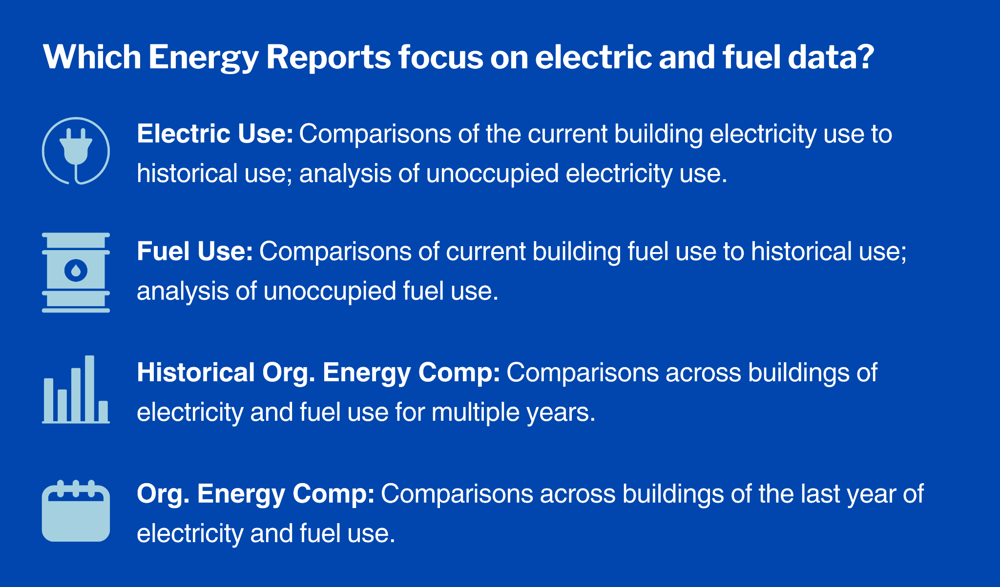 Which Energy Reports focus on electric and fuel data?
Electric Use: Comparisons of the current building electricity use to
historical use; analysis of unoccupied electricity use.
Fuel Use: Comparisons of current building fuel use to historical use;
analysis of unoccupied fuel use.
Historical Org. Energy Comp: Comparisons across buildings of
electricity and fuel use for multiple years.
Org. Energy Comp: Comparisons across buildings of the last year of
electricity and fuel use.